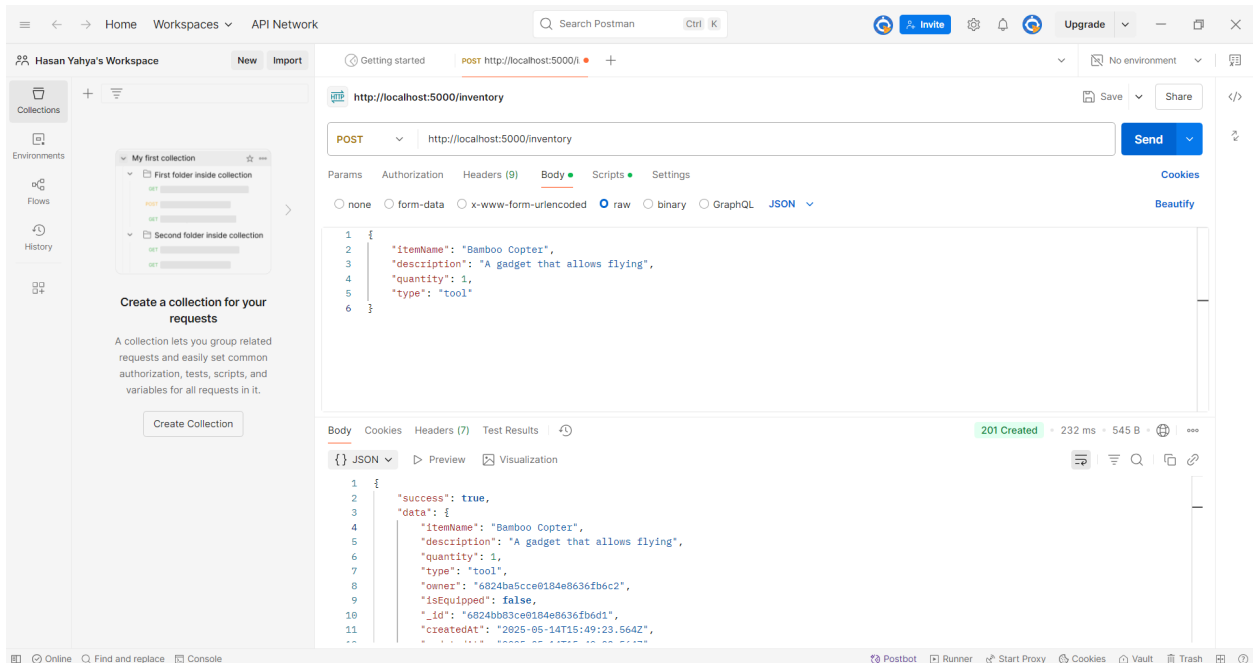 Home Workspaces API Network Search Postman Ctrl K Invite Upgrade
Hasan Yahya's Workspace New Import Getting started POST http://localhost:5000/i. No environment
Collections
Environments
Flows
History
My first collection
First folder inside collection
GET
POST
GET
Second folder inside collection
GET
GET
Create a collection for your
requests
A collection lets you group related
requests and easily set common
authorization, tests, scripts, and
variables for all requests in it.
Create Collection
HTTP http://localhost:5000/inventory Save Share
POST http://localhost:5000/inventory Send
Params Authorization Headers (9) Body Scripts Settings Cookies
none form-data x-www-form-urlencoded raw binary GraphQL JSON Beautify
1 {
2 "itemName": "Bamboo Copter",
3 "description": "A gadget that allows flying",
4 "quantity": 1,
5 "type": "tool"
6 }
Body Cookies Headers (7) Test Results 201 Created 232 ms 545 B
{} JSON Preview Visualization
1 {
2 "success": true,
3 "data": {
4 "itemName": "Bamboo Copter",
5 "description": "A gadget that allows flying",
6 "quantity": 1,
7 "type": "tool",
8 "owner": "6824ba5cce0184e8636fb6c2",
9 "isEquipped": false,
10 "_id": "6824bb83ce0184e8636fb6d1",
11 "createdAt": "2025-05-14T15:49:23.564Z",
Online Find and replace Console Postbot Runner Start Proxy Cookies Vault Trash